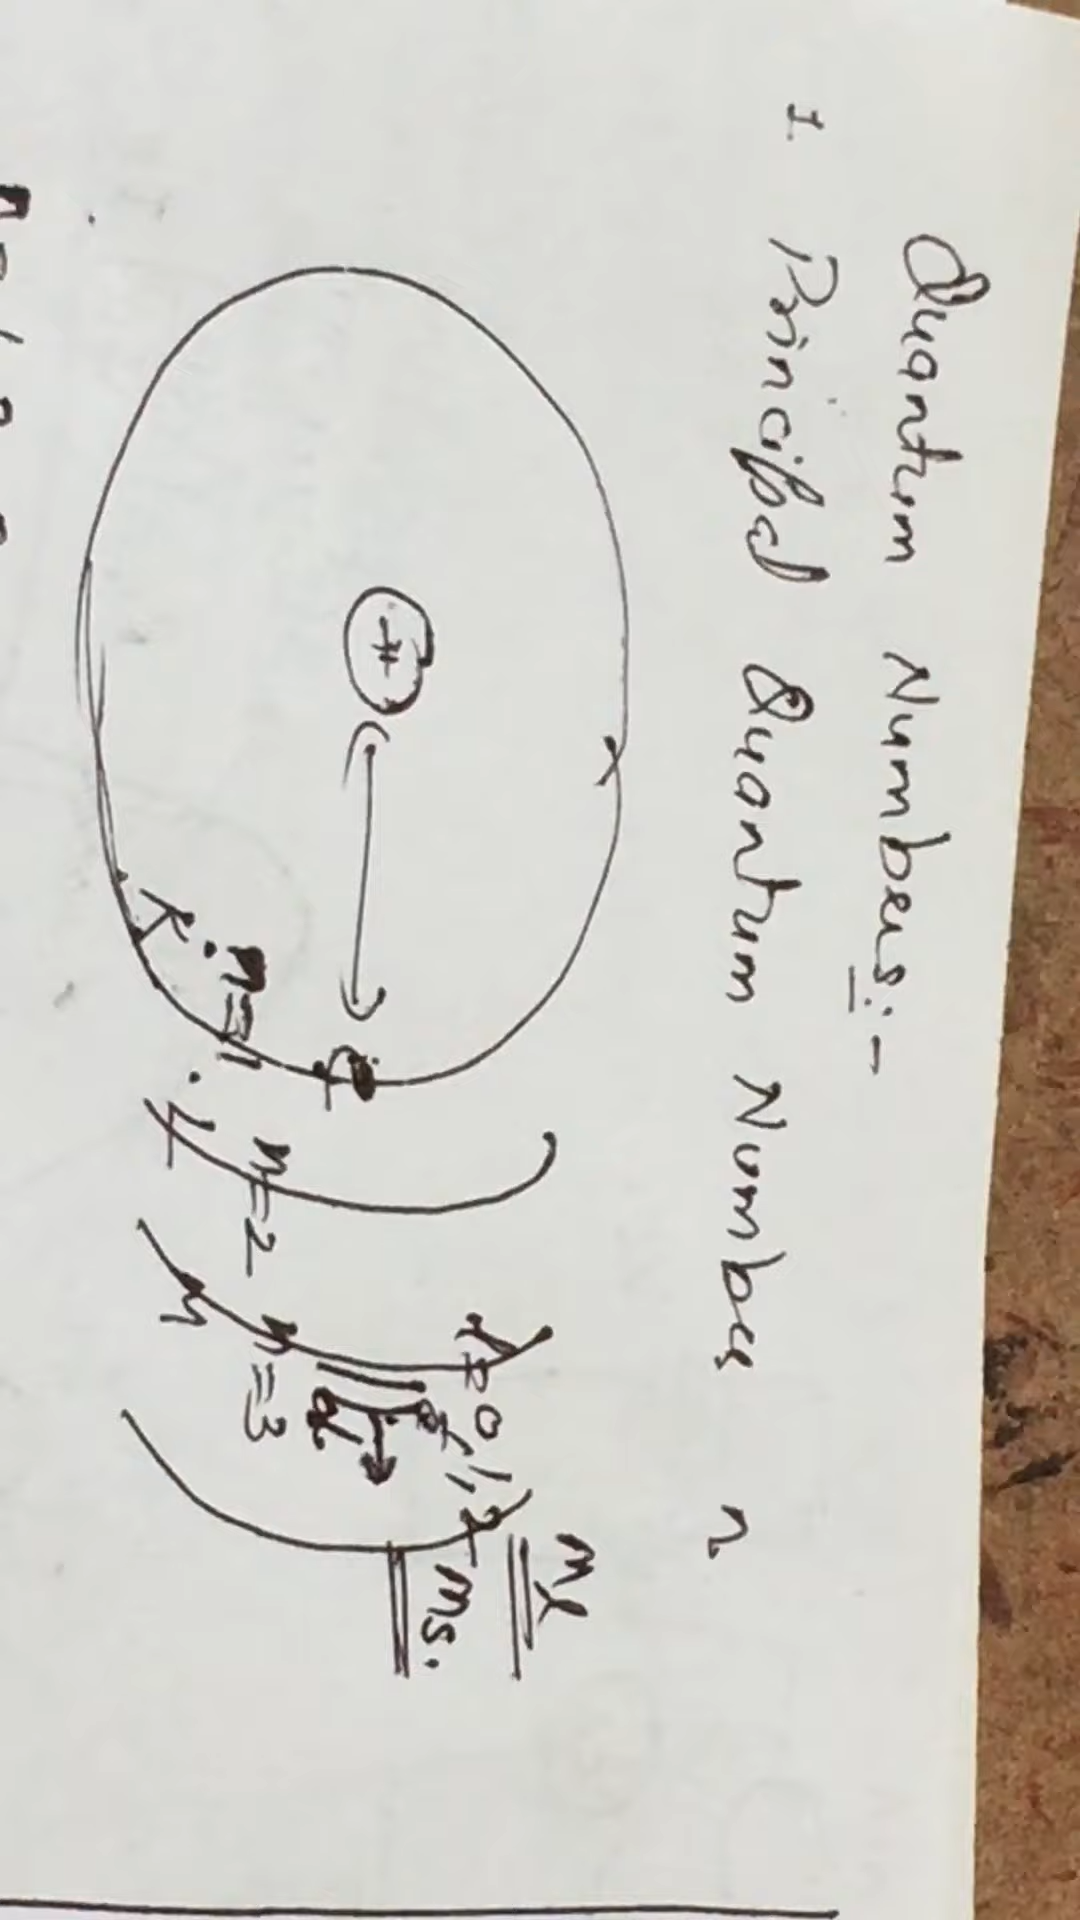 Quantum Numbers:-
1. Principal Quantum Number n
+
K n=1
L n=2
M n=3
l=0,1,2
ml
ms.